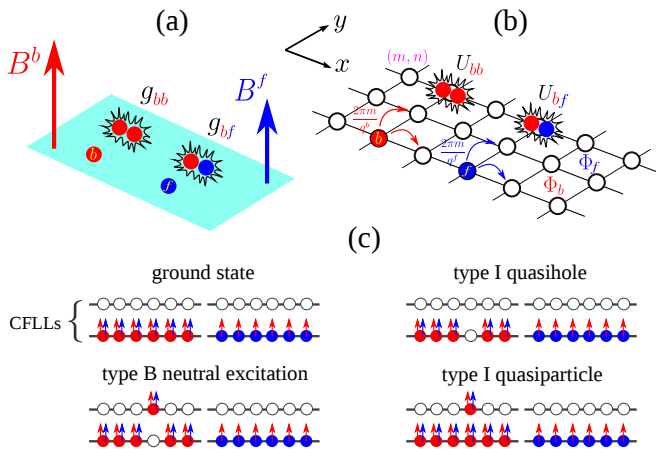 (a)
B^b
g_bb
B^f
g_bf
b
f
y
x
(b)
(m, n)
U_bb
U_bf
2πm/q^b
2πm/q^f
b
f
Φ_f
Φ_b
(c)
ground state
type I quasihole
CFLLs
type B neutral excitation
type I quasiparticle